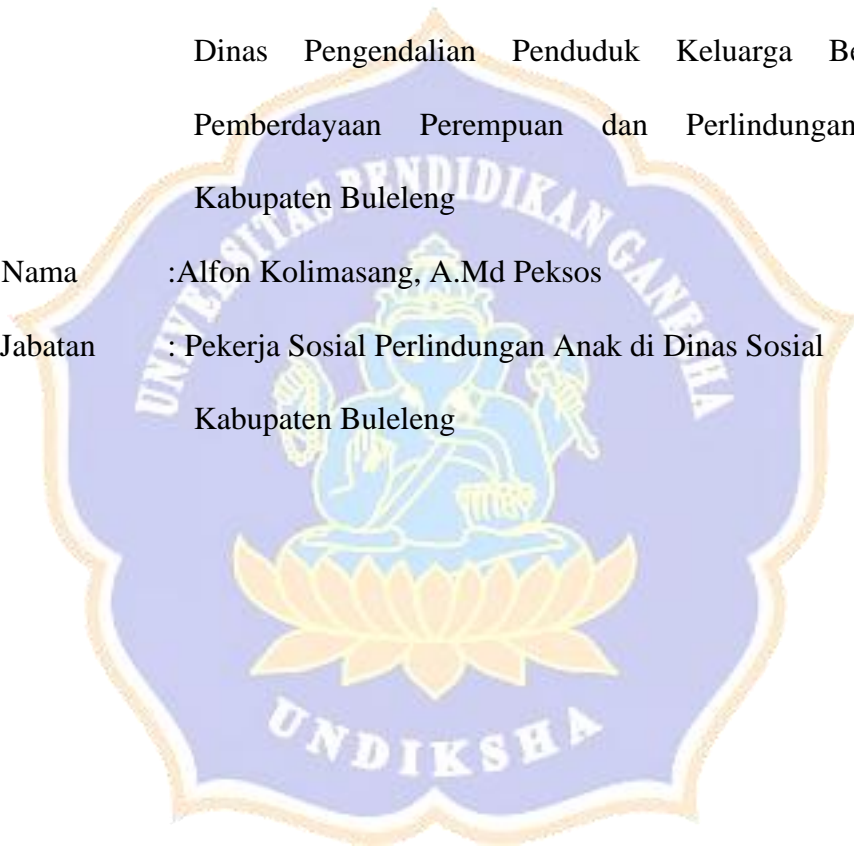 Dinas Pengendalian Penduduk Keluarga
Pemberdayaan Perempuan dan Perlindungan
Kabupaten Buleleng
Nama :Alfon Kolimasang, A.Md Peksos
Jabatan : Pekerja Sosial Perlindungan Anak di Dinas Sosial
Kabupaten Buleleng
UNIVERSITAS PENDIDIKAN GANESHA
UNDIKSHA